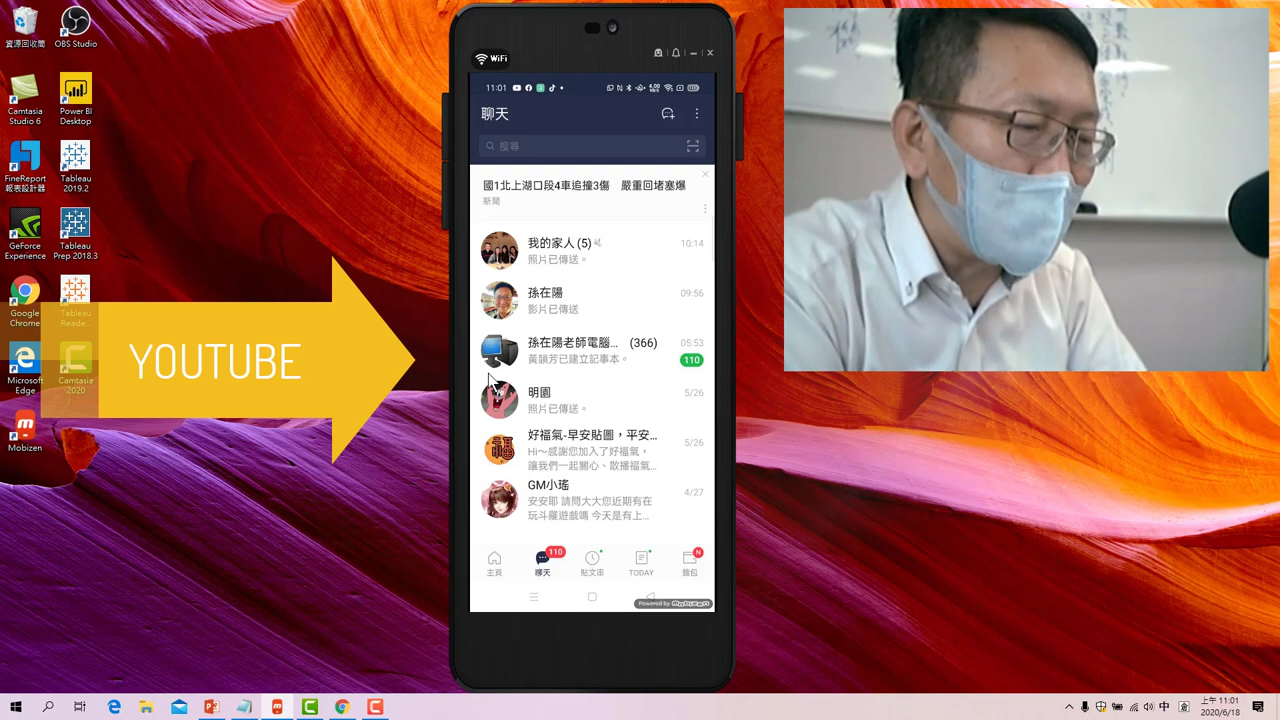 資源回收筒
OBS Studio
Camtasia
Studio 6
Power BI
Desktop
FineReport
報表設計器
Tableau
2019.2
GeForce
Experience
Tableau
Prep 2018.3
Google
Chrome
Tableau
Reade...
Microsoft
Edge
Camtasia
2020
Mobizen
YOUTUBE
WiFi
11:01
聊天
搜尋
國1北上湖口段4車追撞3傷 嚴重回堵塞爆
新聞
我的家人 (5)
10:14
照片已傳送。
孫在陽
09:56
影片已傳送
孫在陽老師電腦... (366)
05:53
黃韻芳已建立記事本。
110
明園
5/26
照片已傳送。
好福氣-早安貼圖，平安...
5/26
Hi～感謝您加入了好福氣，
讓我們一起關心、散播福氣...
GM小瑤
4/27
安安耶 請問大大您近期有在
玩斗羅遊戲嗎 今天是有上...
110
N
主頁
聊天
貼文串
TODAY
錢包
Powered by mobizen
中
上午 11:01
2020/6/18